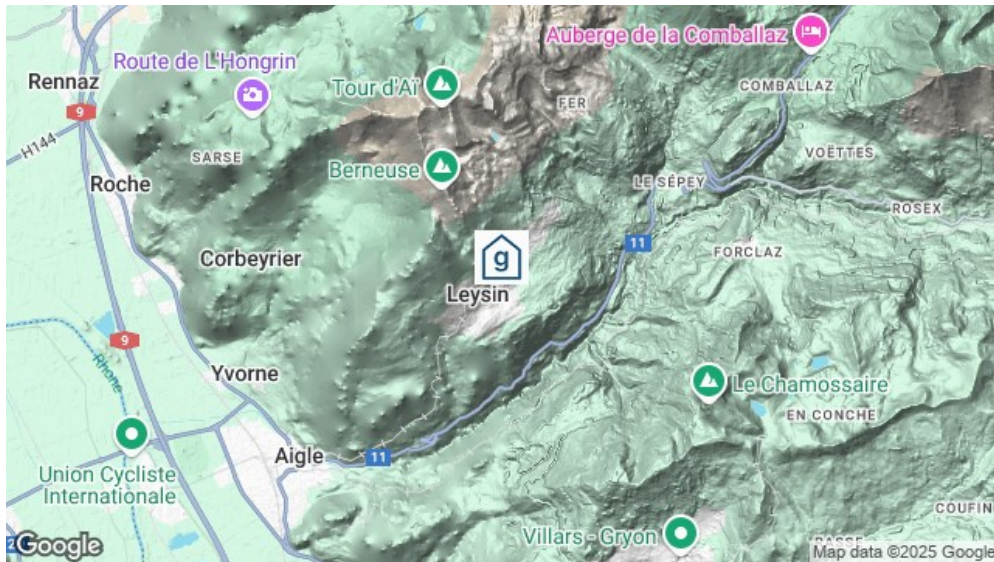 Auberge de la Comballaz
Route de L'Hongrin
Rennaz
Tour d'Aï
COMBALLAZ
FER
9
H144
SARSE
VOËTTES
Berneuse
Roche
LE SÉPEY
ROSEX
11
FORCLAZ
Corbeyrier
g
Leysin
9
Rhone
Yvorne
Le Chamossaire
EN CONCHE
Aigle
11
Union Cycliste
Internationale
COUFIN
Villars - Gryon
2
Google
Map data ©2025 Google